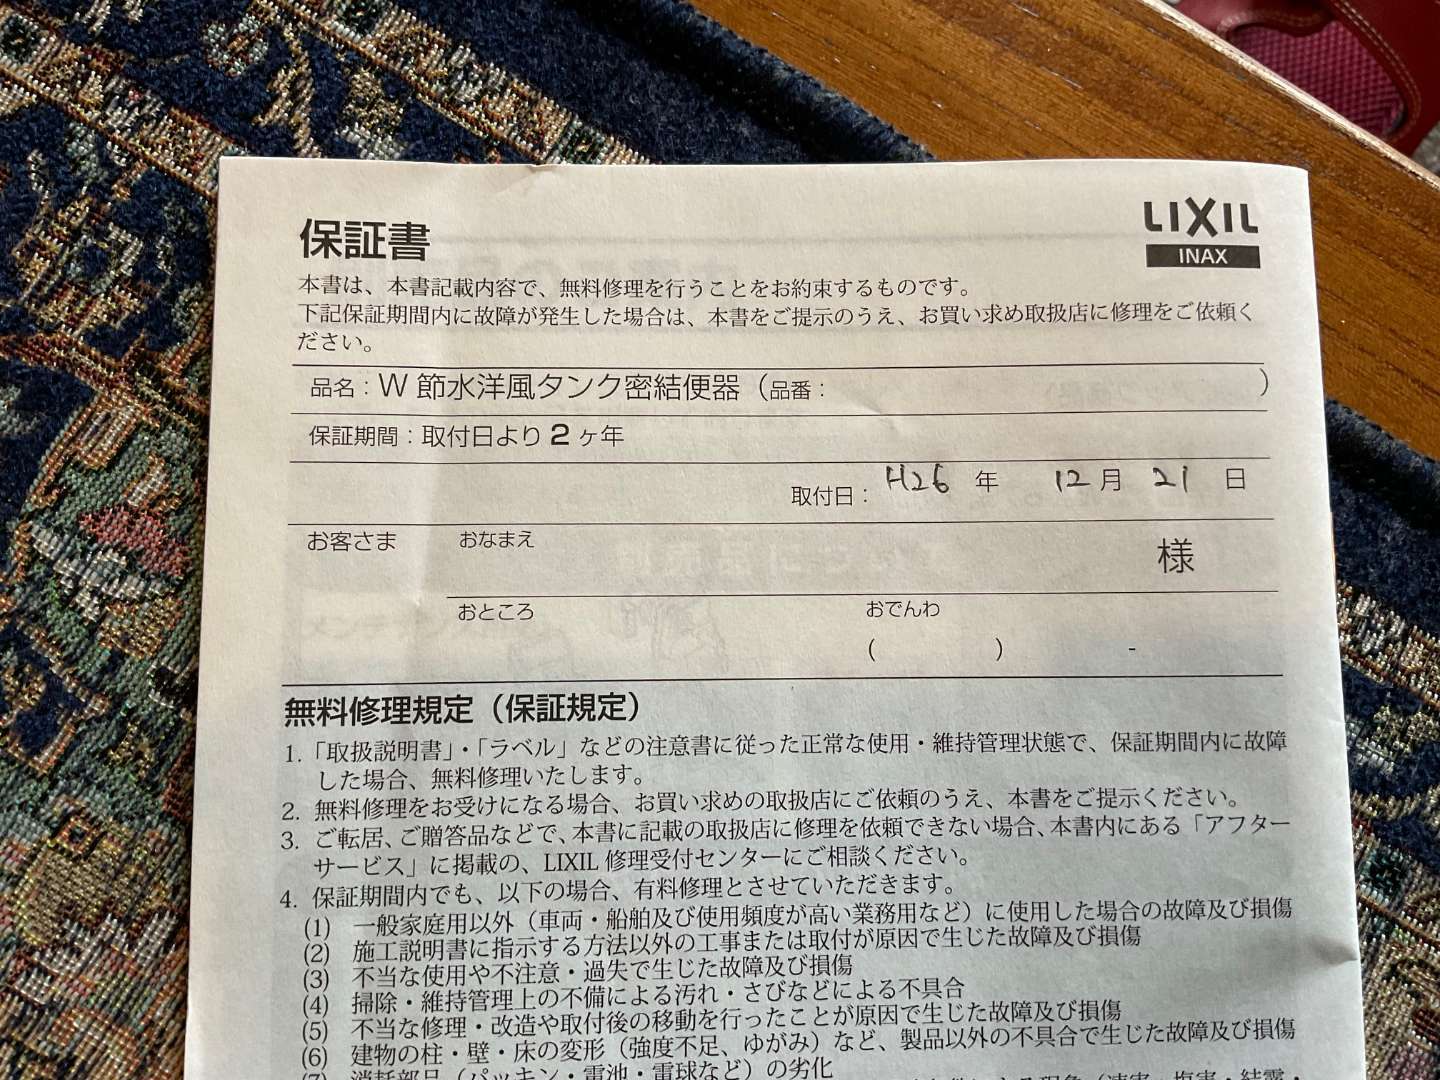 保証書
LIXIL
INAX
本書は、本書記載内容で、無料修理を行うことをお約束するものです。
下記保証期間内に故障が発生した場合は、本書をご提示のうえ、お買い求め取扱店に修理をご依頼く
ださい。
品名：W 節水洋風タンク密結便器（品番： ）
保証期間：取付日より 2 ヶ年
取付日： H26 年 12 月 21 日
お客さま おなまえ 様
おところ おでんわ
( ) -
無料修理規定（保証規定）
1.「取扱説明書」・「ラベル」などの注意書に従った正常な使用・維持管理状態で、保証期間内に故障
した場合、無料修理いたします。
2. 無料修理をお受けになる場合、お買い求めの取扱店にご依頼のうえ、本書をご提示ください。
3. ご転居、ご贈答品などで、本書に記載の取扱店に修理を依頼できない場合、本書内にある「アフター
サービス」に掲載の、LIXIL 修理受付センターにご相談ください。
4. 保証期間内でも、以下の場合、有料修理とさせていただきます。
(1) 一般家庭用以外（車両・船舶及び使用頻度が高い業務用など）に使用した場合の故障及び損傷
(2) 施工説明書に指示する方法以外の工事または取付が原因で生じた故障及び損傷
(3) 不当な使用や不注意・過失で生じた故障及び損傷
(4) 掃除・維持管理上の不備による汚れ・さびなどによる不具合
(5) 不当な修理・改造や取付後の移動を行ったことが原因で生じた故障及び損傷
(6) 建物の柱・壁・床の変形（強度不足、ゆがみ）など、製品以外の不具合で生じた故障及び損傷
(7) 消耗部品（パッキン・電池・電球など）の劣化